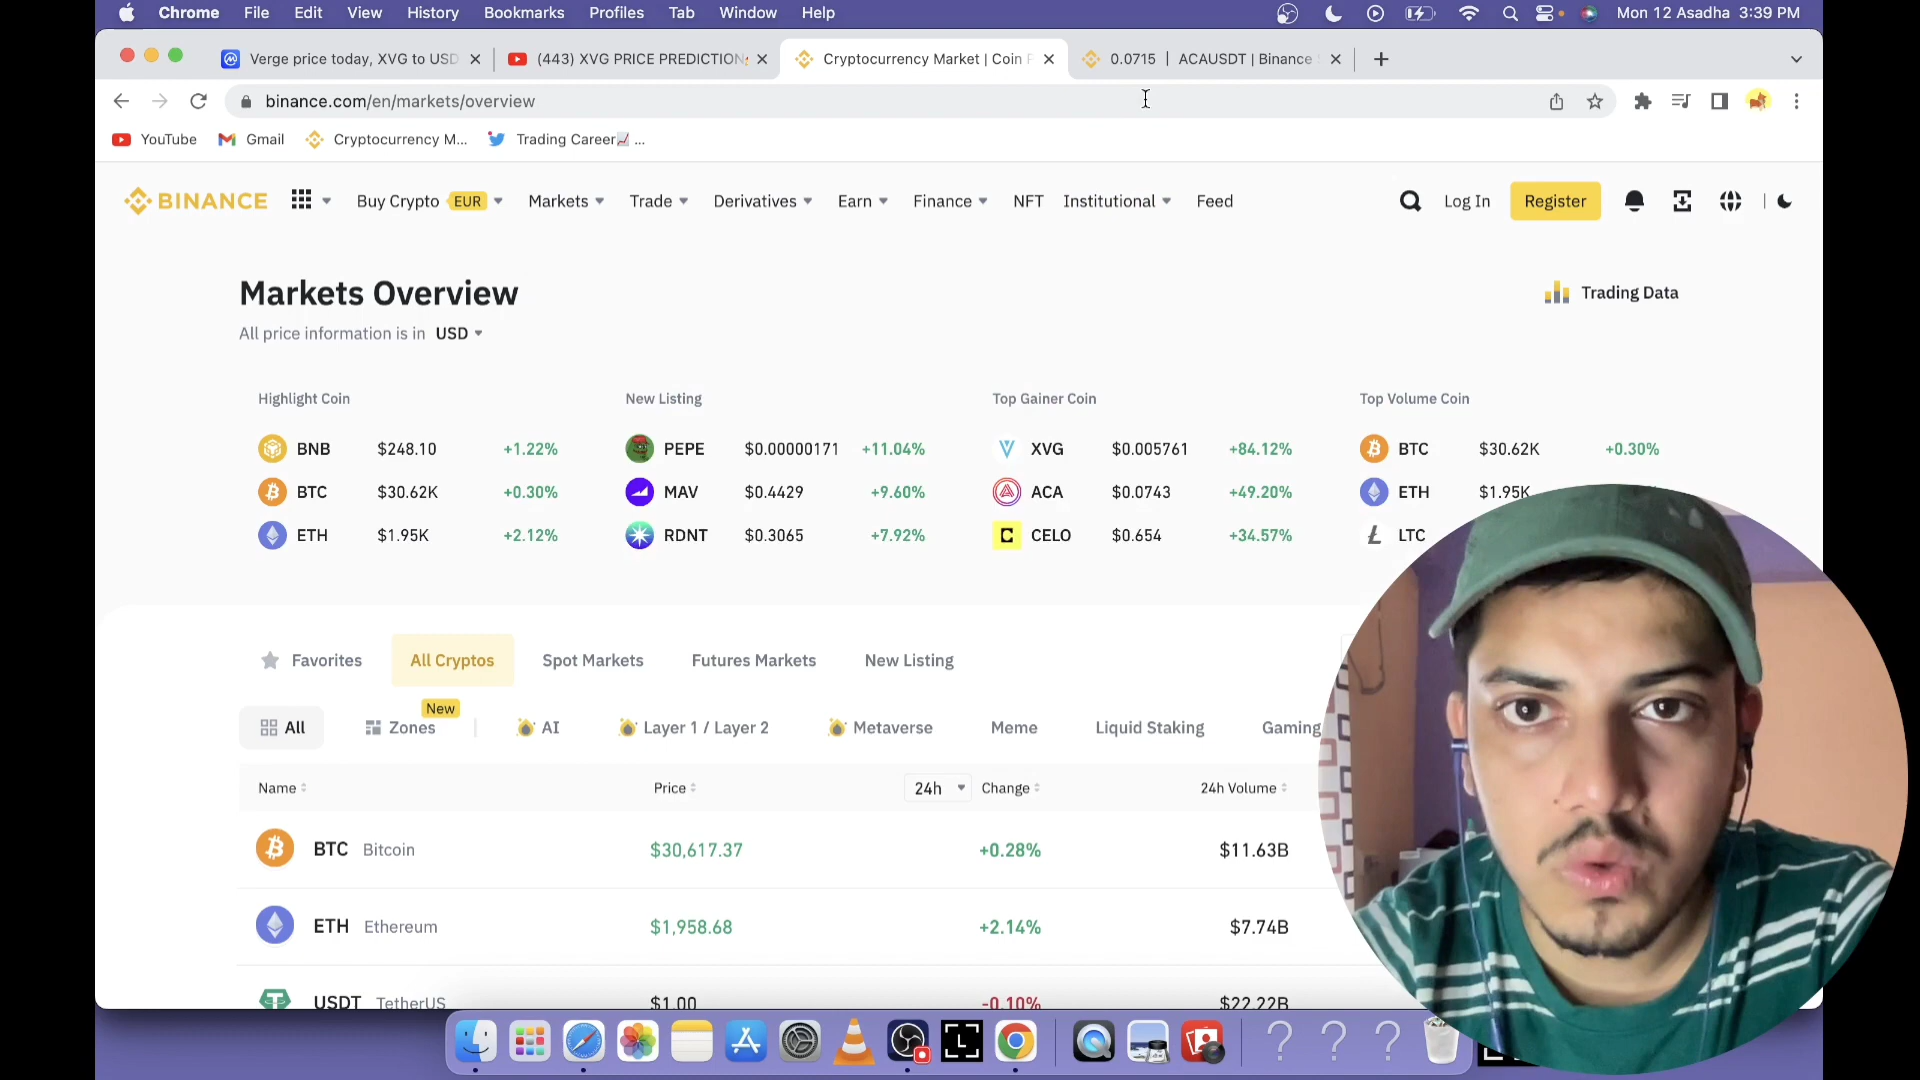 Chrome File Edit View History Bookmarks Profiles Tab Window Help Mon 12 Asadha 3:39 PM
Verge price today, XVG to USD (443) XVG PRICE PREDICTION Cryptocurrency Market | Coin P 0.0715 | ACAUSDT | Binance
binance.com/en/markets/overview
YouTube Gmail Cryptocurrency M... Trading Career📈 ...
BINANCE Buy Crypto EUR Markets Trade Derivatives Earn Finance NFT Institutional Feed Log In Register
Markets Overview Trading Data
All price information is in USD
Highlight Coin New Listing Top Gainer Coin Top Volume Coin
BNB $248.10 +1.22% PEPE $0.00000171 +11.04% XVG $0.005761 +84.12% BTC $30.62K +0.30%
BTC $30.62K +0.30% MAV $0.4429 +9.60% ACA $0.0743 +49.20% ETH $1.95K
ETH $1.95K +2.12% RDNT $0.3065 +7.92% CELO $0.654 +34.57% LTC
Favorites All Cryptos Spot Markets Futures Markets New Listing
New
All Zones AI Layer 1 / Layer 2 Metaverse Meme Liquid Staking Gaming
Name Price 24h Change 24h Volume
BTC Bitcoin $30,617.37 +0.28% $11.63B
ETH Ethereum $1,958.68 +2.14% $7.74B
USDT TetherUS $1.00 -0.10% $22.22B